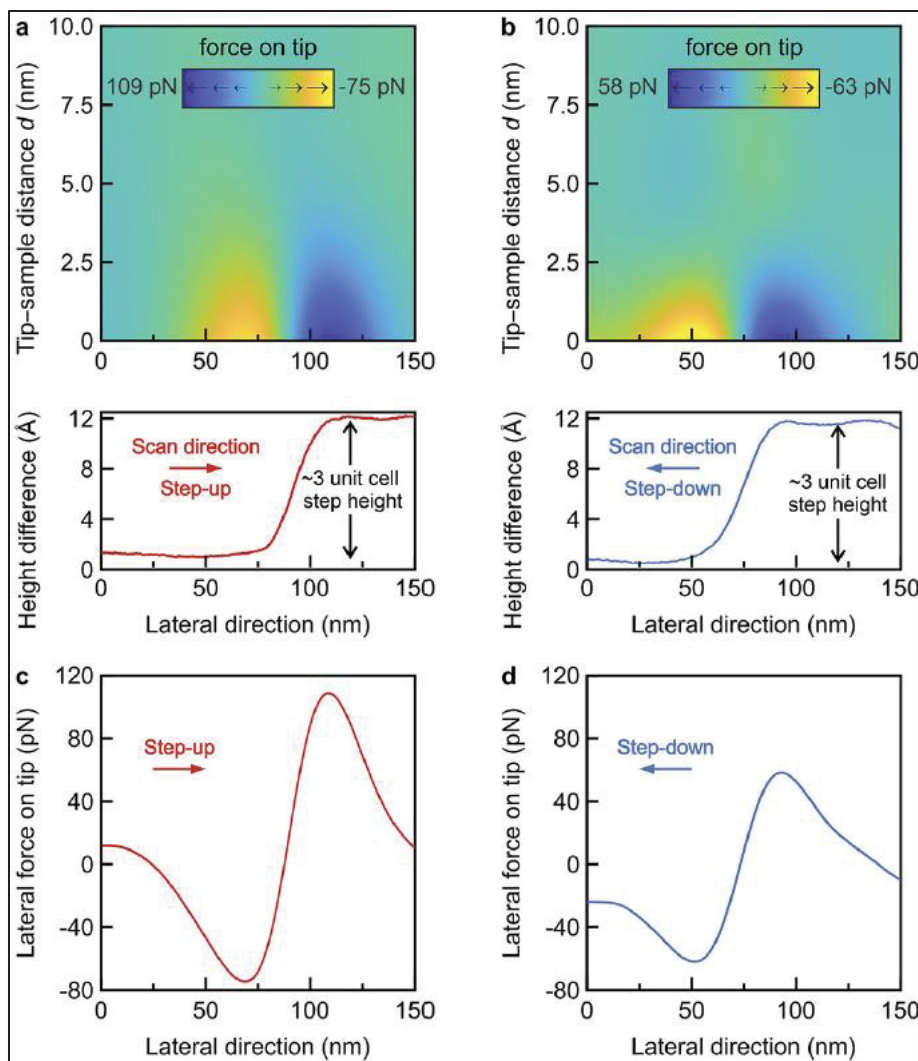 a
force on tip
109 pN
-75 pN
Tip–sample distance d (nm)
10.0
7.5
5.0
2.5
0
0 50 100 150
Height difference (Å)
12
8
4
0
Scan direction
Step-up
~3 unit cell
step height
0 50 100 150
Lateral direction (nm)
b
force on tip
58 pN
-63 pN
Tip–sample distance d (nm)
10.0
7.5
5.0
2.5
0
0 50 100 150
Height difference (Å)
12
8
4
0
Scan direction
Step-down
~3 unit cell
step height
0 50 100 150
Lateral direction (nm)
c
Lateral force on tip (pN)
120
80
40
0
-40
-80
Step-up
0 50 100 150
Lateral direction (nm)
d
Lateral force on tip (pN)
120
80
40
0
-40
-80
Step-down
0 50 100 150
Lateral direction (nm)